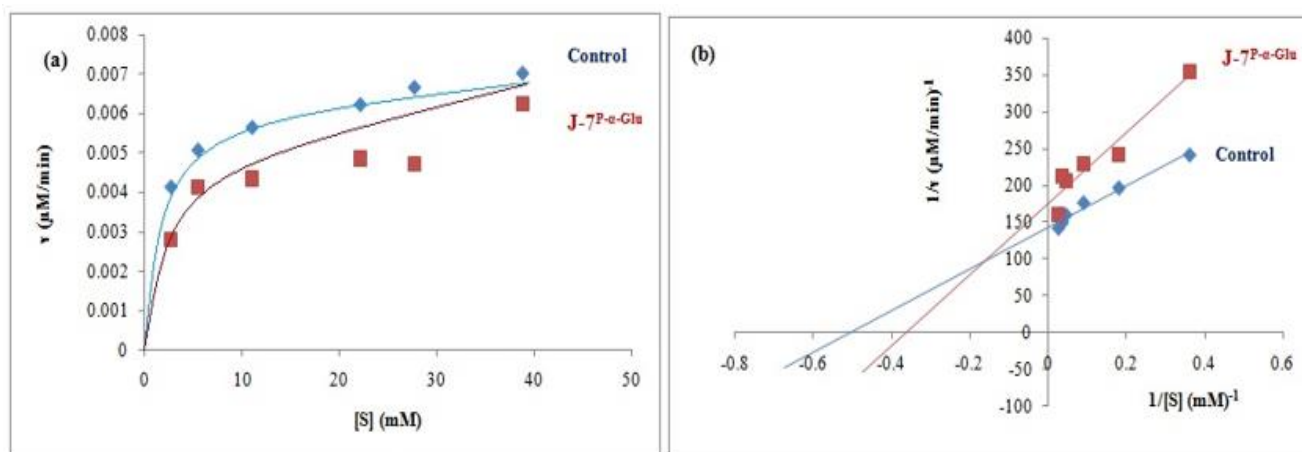 (a)
0.008
0.007
0.006
0.005
0.004
0.003
0.002
0.001
0
0 10 20 30 40 50
v (µM/min)
[S] (mM)
Control
J-7ᴾ⁻ᵅ⁻ᴳˡᵘ
(b)
400
350
300
250
200
150
100
50
0
-50
-100
-0.8 -0.6 -0.4 -0.2 0 0.2 0.4 0.6
1/v (µM/min)⁻¹
1/[S] (mM)⁻¹
J-7ᴾ⁻ᵅ⁻ᴳˡᵘ
Control